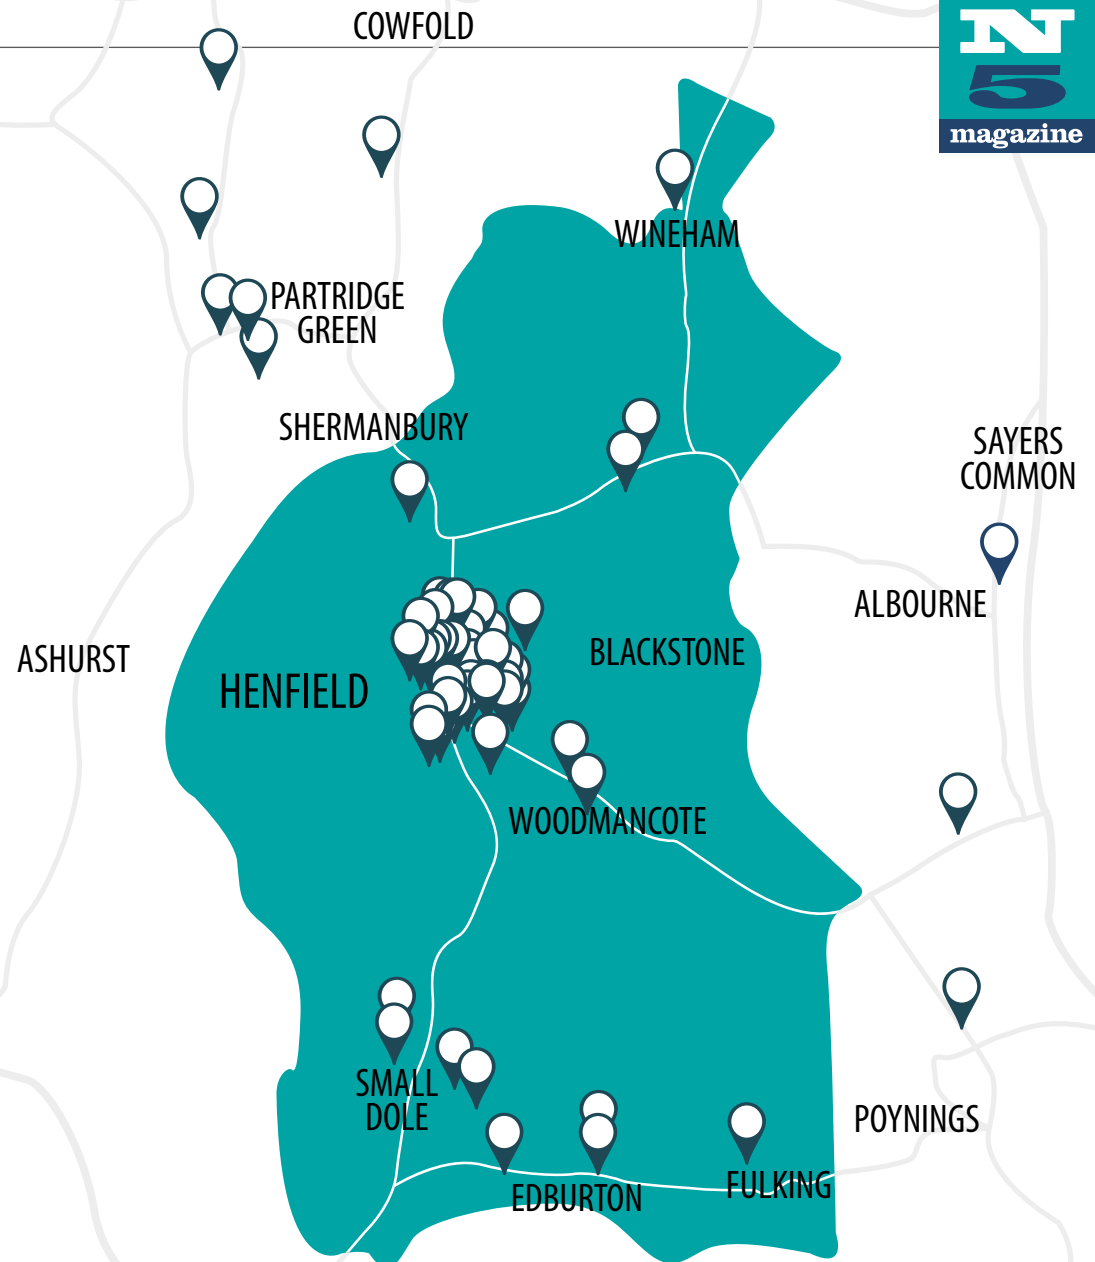 COWFOLD
N
5
magazine
WINEHAM
PARTRIDGE
GREEN
SHERMANBURY
SAYERS
COMMON
ALBOURNE
ASHURST
BLACKSTONE
HENFIELD
WOODMANCOTE
SMALL
DOLE
POYNINGS
FULKING
EDBURTON